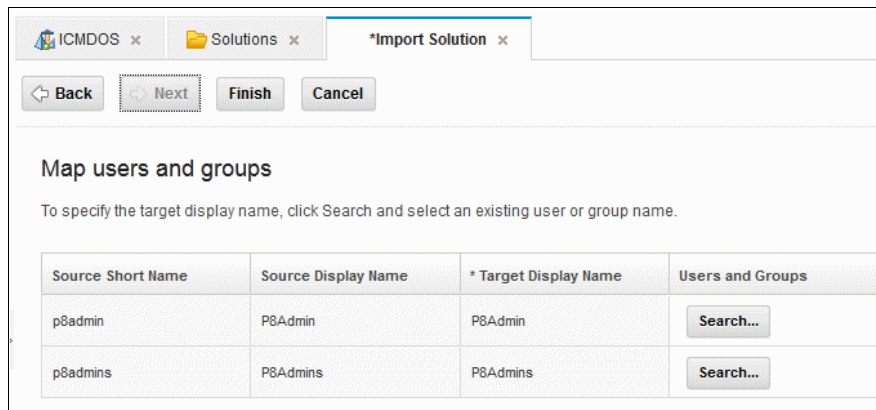 ICMDOS × Solutions × *Import Solution ×
Back Next Finish Cancel
Map users and groups
To specify the target display name, click Search and select an existing user or group name.
Source Short Name Source Display Name * Target Display Name Users and Groups
p8admin P8Admin P8Admin Search...
p8admins P8Admins P8Admins Search...